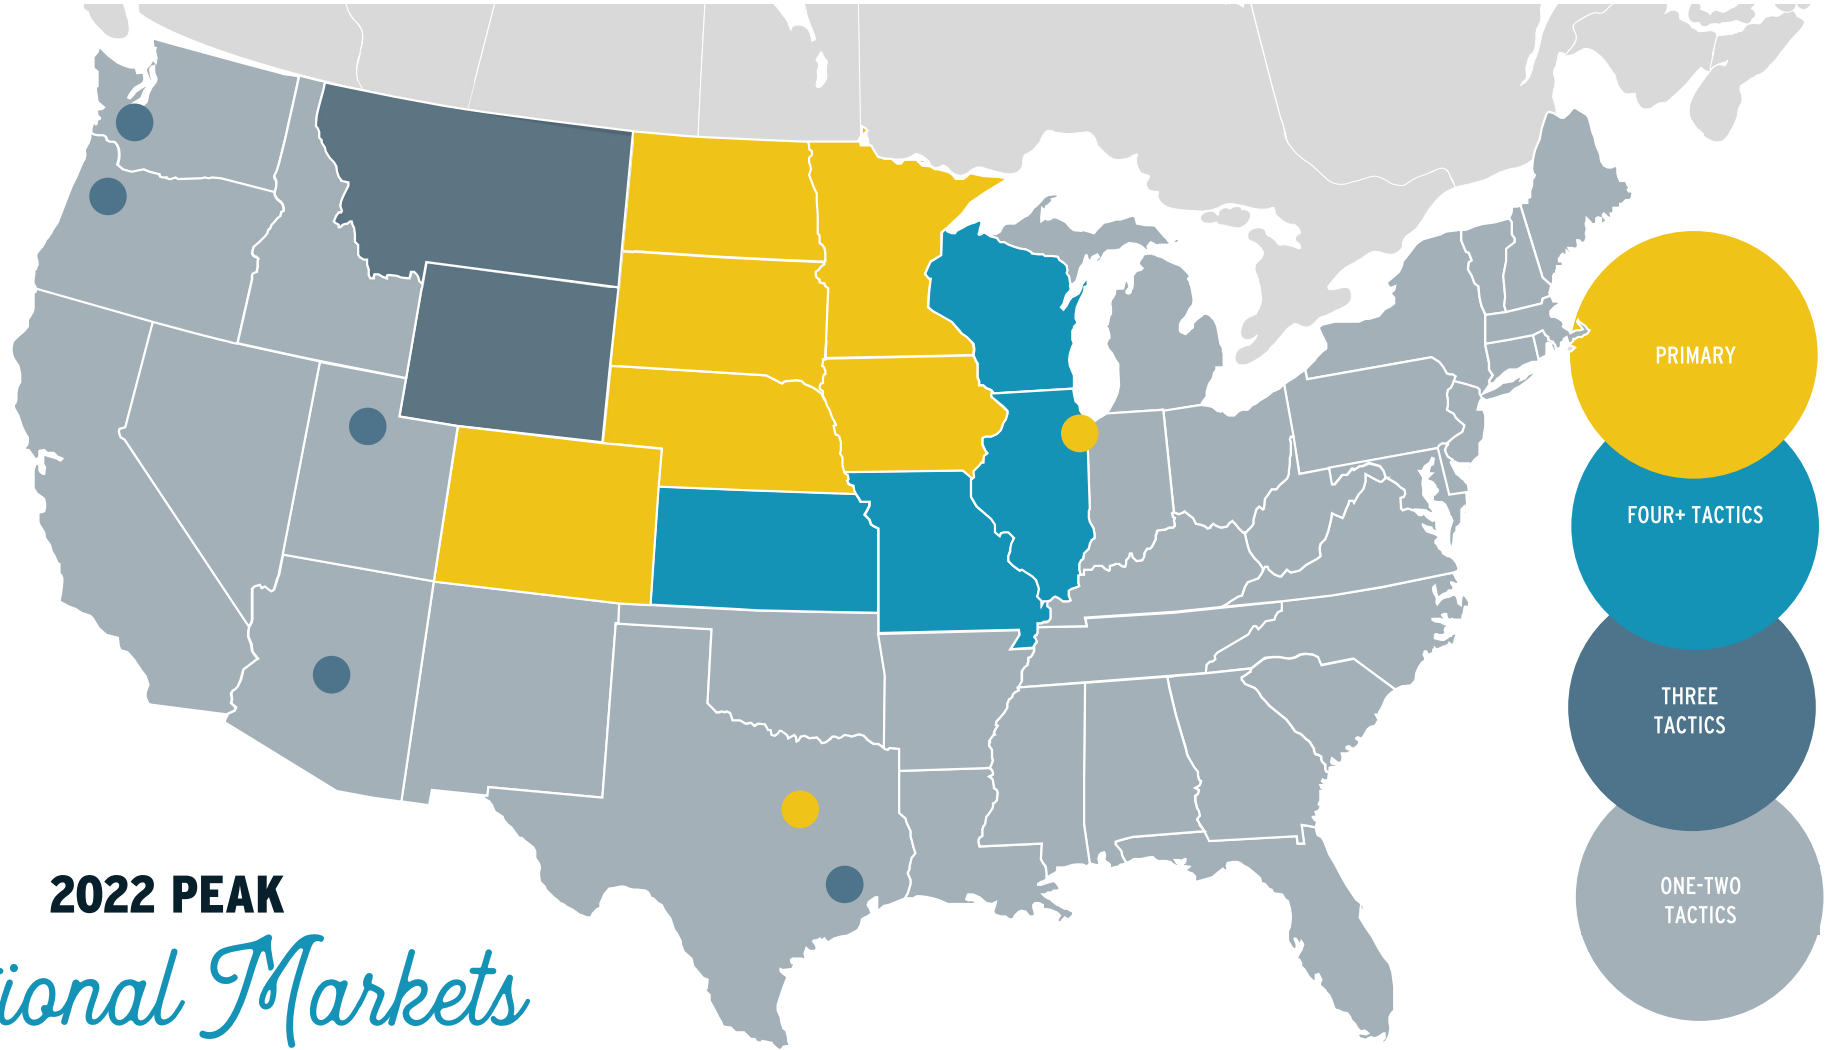 PRIMARY
FOUR+ TACTICS
THREE
TACTICS
ONE-TWO
TACTICS
2022 PEAK
ional Markets